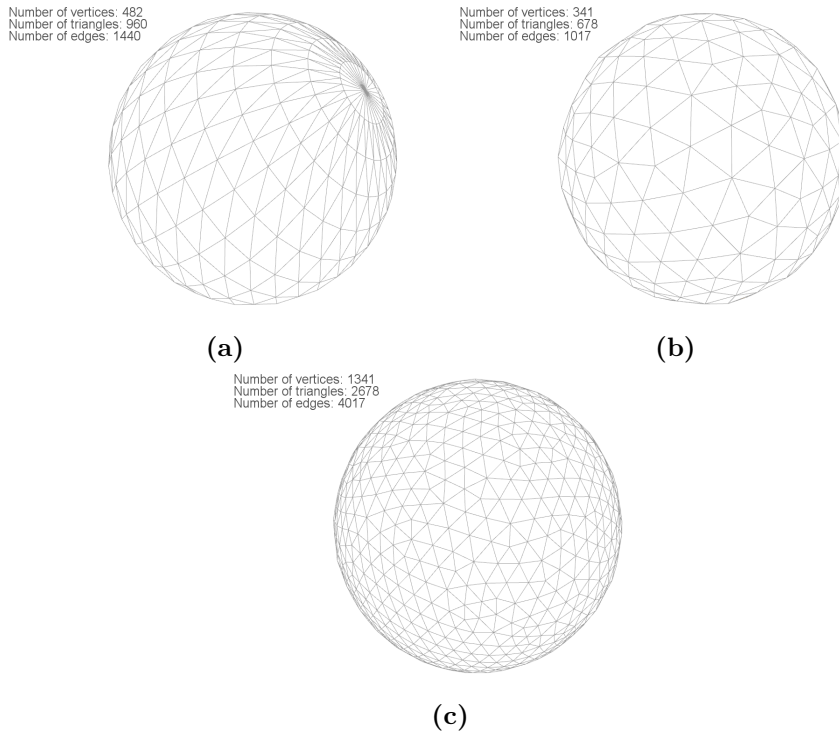 Number of vertices: 482
Number of triangles: 960
Number of edges: 1440
Number of vertices: 341
Number of triangles: 678
Number of edges: 1017
(a)
(b)
Number of vertices: 1341
Number of triangles: 2678
Number of edges: 4017
(c)